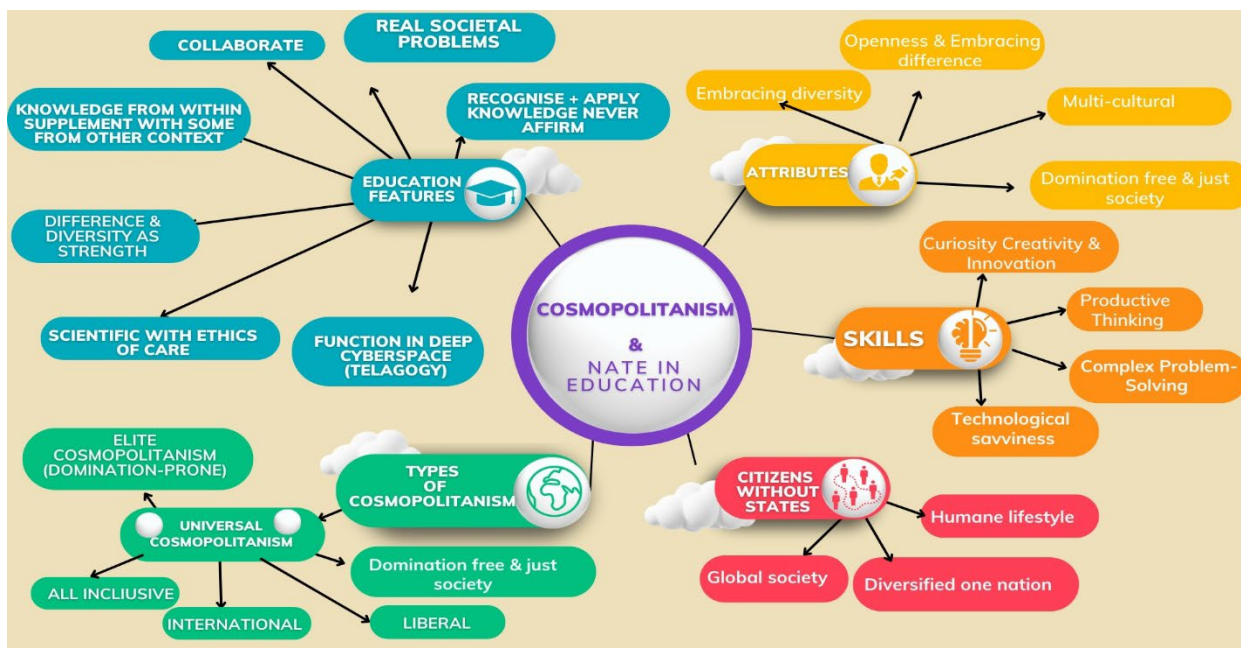 COLLABORATE
REAL SOCIETAL
PROBLEMS
KNOWLEDGE FROM WITHIN
SUPPLEMENT WITH SOME
FROM OTHER CONTEXT
RECOGNISE + APPLY
KNOWLEDGE NEVER
AFFIRM
EDUCATION
FEATURES
DIFFERENCE &
DIVERSITY AS
STRENGTH
SCIENTIFIC WITH ETHICS
OF CARE
FUNCTION IN DEEP
CYBERSPACE
(TELAGOGY)
COSMOPOLITANISM
&
NATE IN
EDUCATION
Openness & Embracing
difference
Embracing diversity
Multi-cultural
ATTRIBUTES
Domination free & just
society
Curiosity Creativity &
Innovation
Productive
Thinking
SKILLS
Complex Problem-
Solving
Technological
savviness
ELITE
COSMOPOLITANISM
(DOMINATION-PRONE)
TYPES
OF
COSMOPOLITANISM
UNIVERSAL
COSMOPOLITANISM
Domination free & just
society
ALL INCLIUSIVE
INTERNATIONAL
LIBERAL
CITIZENS
WITHOUT
STATES
Humane lifestyle
Global society
Diversified one nation